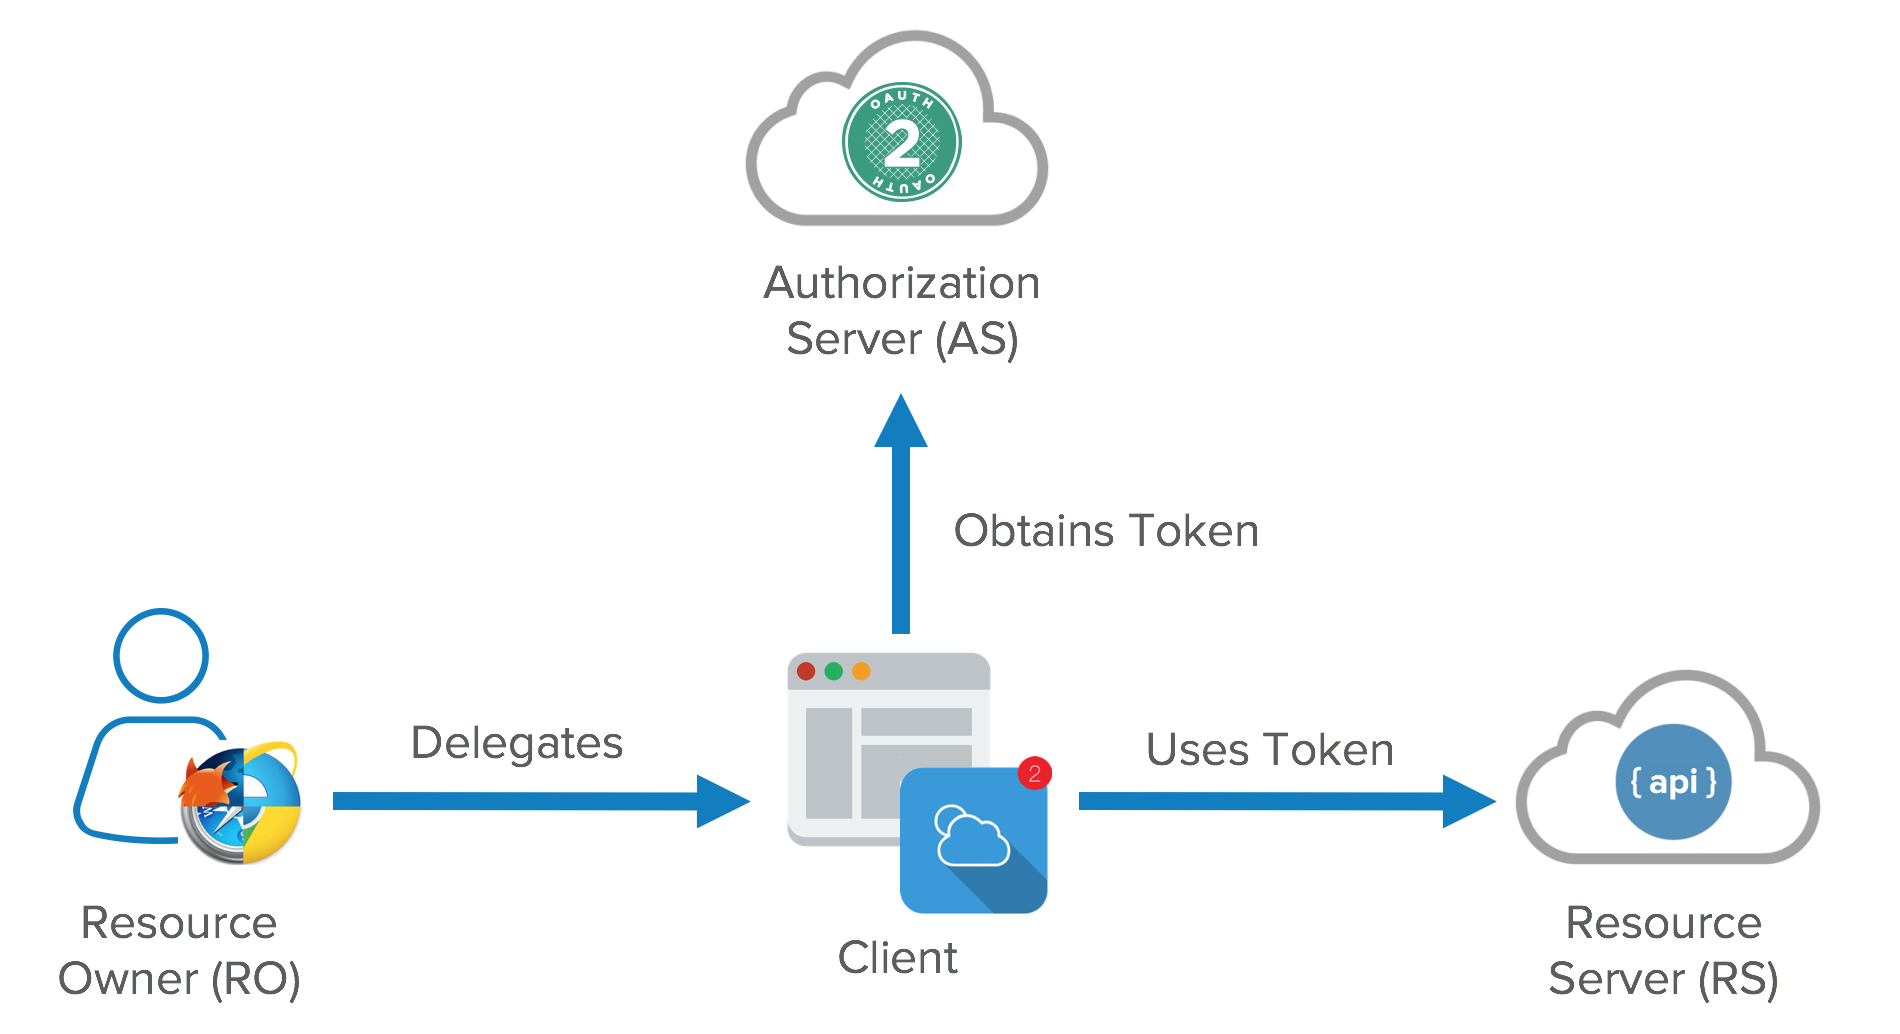 OAUTH
2
OAUTH
Authorization
Server (AS)
Obtains Token
Delegates
Uses Token
2
{ api }
Resource
Owner (RO)
Client
Resource
Server (RS)